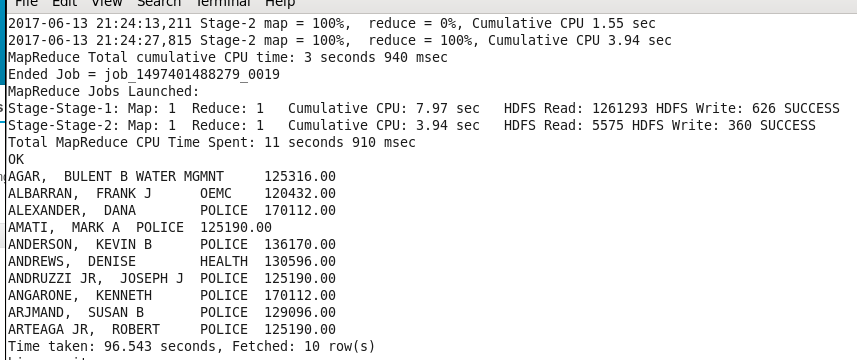 File Edit View Search Terminal Help
2017-06-13 21:24:13,211 Stage-2 map = 100%,  reduce = 0%, Cumulative CPU 1.55 sec
2017-06-13 21:24:27,815 Stage-2 map = 100%,  reduce = 100%, Cumulative CPU 3.94 sec
MapReduce Total cumulative CPU time: 3 seconds 940 msec
Ended Job = job_1497401488279_0019
MapReduce Jobs Launched:
Stage-Stage-1: Map: 1  Reduce: 1   Cumulative CPU: 7.97 sec   HDFS Read: 1261293 HDFS Write: 626 SUCCESS
Stage-Stage-2: Map: 1  Reduce: 1   Cumulative CPU: 3.94 sec   HDFS Read: 5575 HDFS Write: 360 SUCCESS
Total MapReduce CPU Time Spent: 11 seconds 910 msec
OK
AGAR,  BULENT B WATER MGMNT     125316.00
ALBARRAN,  FRANK J      OEMC    120432.00
ALEXANDER,  DANA        POLICE  170112.00
AMATI,  MARK A  POLICE  125190.00
ANDERSON,  KEVIN B      POLICE  136170.00
ANDREWS,  DENISE        HEALTH  130596.00
ANDRUZZI JR,  JOSEPH J  POLICE  125190.00
ANGARONE,  KENNETH      POLICE  170112.00
ARJMAND,  SUSAN B       POLICE  129096.00
ARTEAGA JR,  ROBERT     POLICE  125190.00
Time taken: 96.543 seconds, Fetched: 10 row(s)